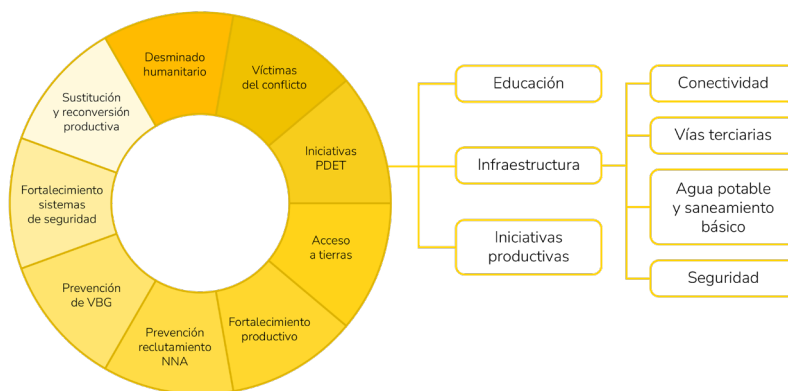 Desminado
humanitario
Víctimas
del conflicto
Iniciativas
PDET
Acceso
a tierras
Fortalecimiento
productivo
Prevención
reclutamiento
NNA
Prevención
de VBG
Fortalecimiento
sistemas
de seguridad
Sustitución
y reconversión
productiva
Educación
Infraestructura
Iniciativas
productivas
Conectividad
Vías terciarias
Agua potable
y saneamiento
básico
Seguridad